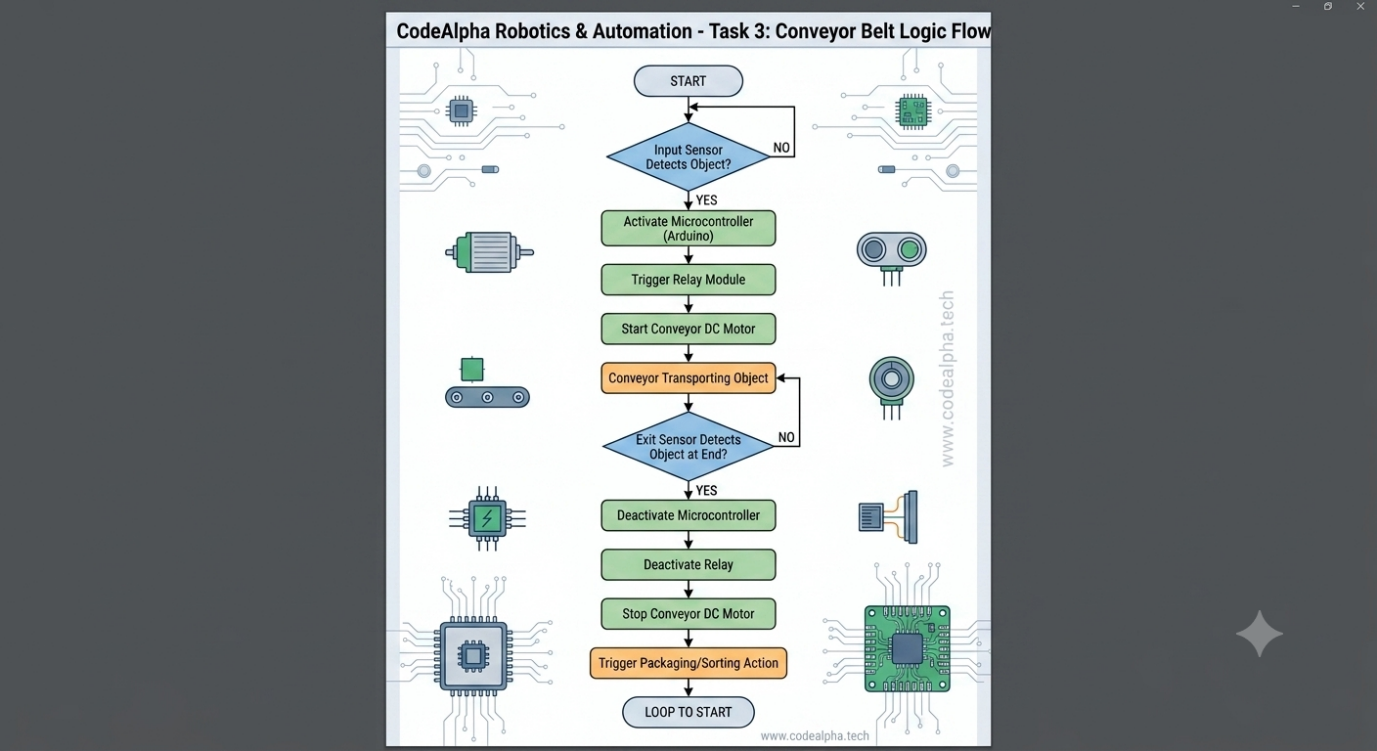 CodeAlpha Robotics & Automation - Task 3: Conveyor Belt Logic Flow
START
Input Sensor
Detects Object?
NO
YES
Activate Microcontroller
(Arduino)
Trigger Relay Module
Start Conveyor DC Motor
Conveyor Transporting Object
Exit Sensor Detects
Object at End?
NO
YES
Deactivate Microcontroller
Deactivate Relay
Stop Conveyor DC Motor
Trigger Packaging/Sorting Action
LOOP TO START
www.codealpha.tech
www.codealpha.tech